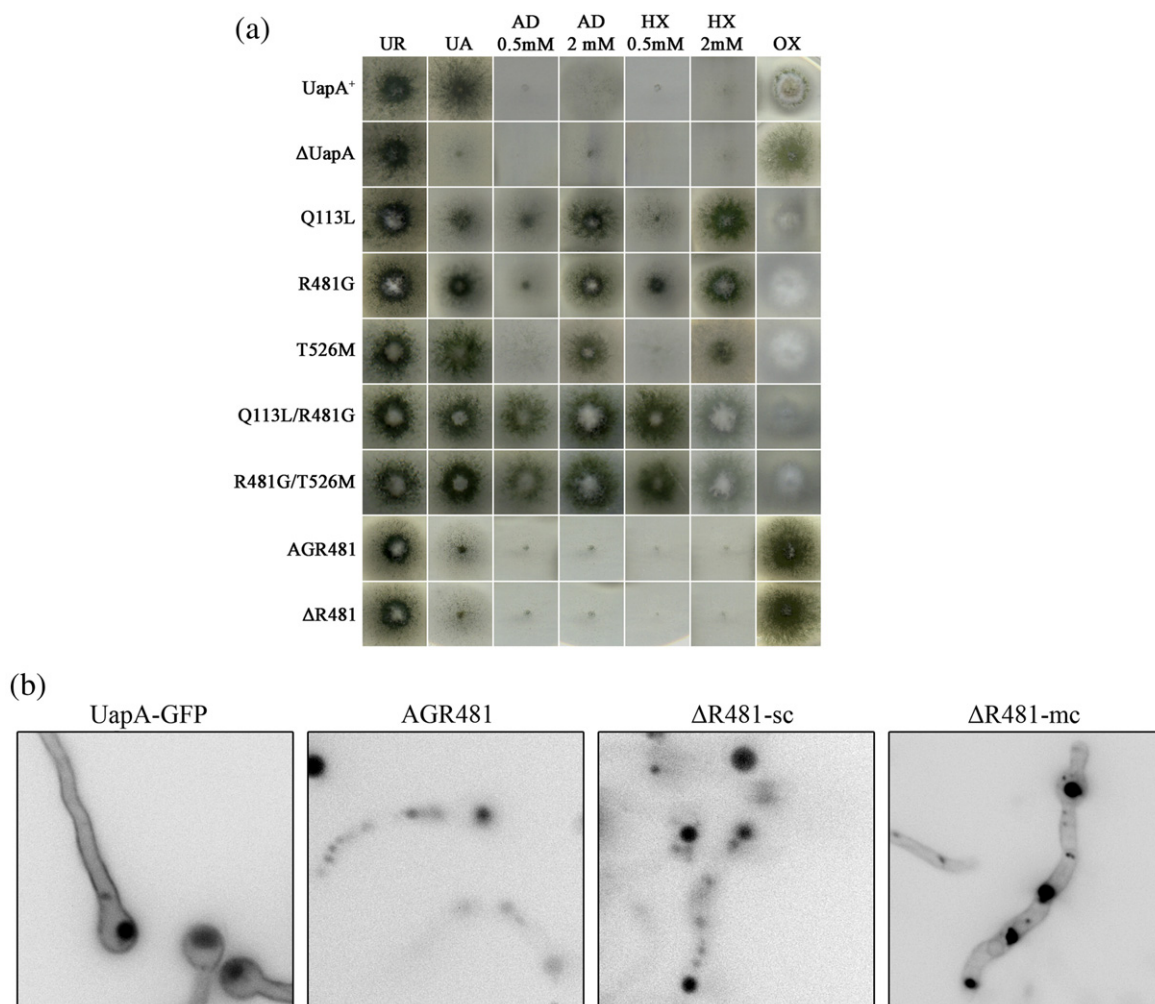 (a)
AD AD HX HX
UR UA 0.5mM 2 mM 0.5mM 2mM OX
UapA⁺
ΔUapA
Q113L
R481G
T526M
Q113L/R481G
R481G/T526M
AGR481
ΔR481
(b)
UapA-GFP AGR481 ΔR481-sc ΔR481-mc